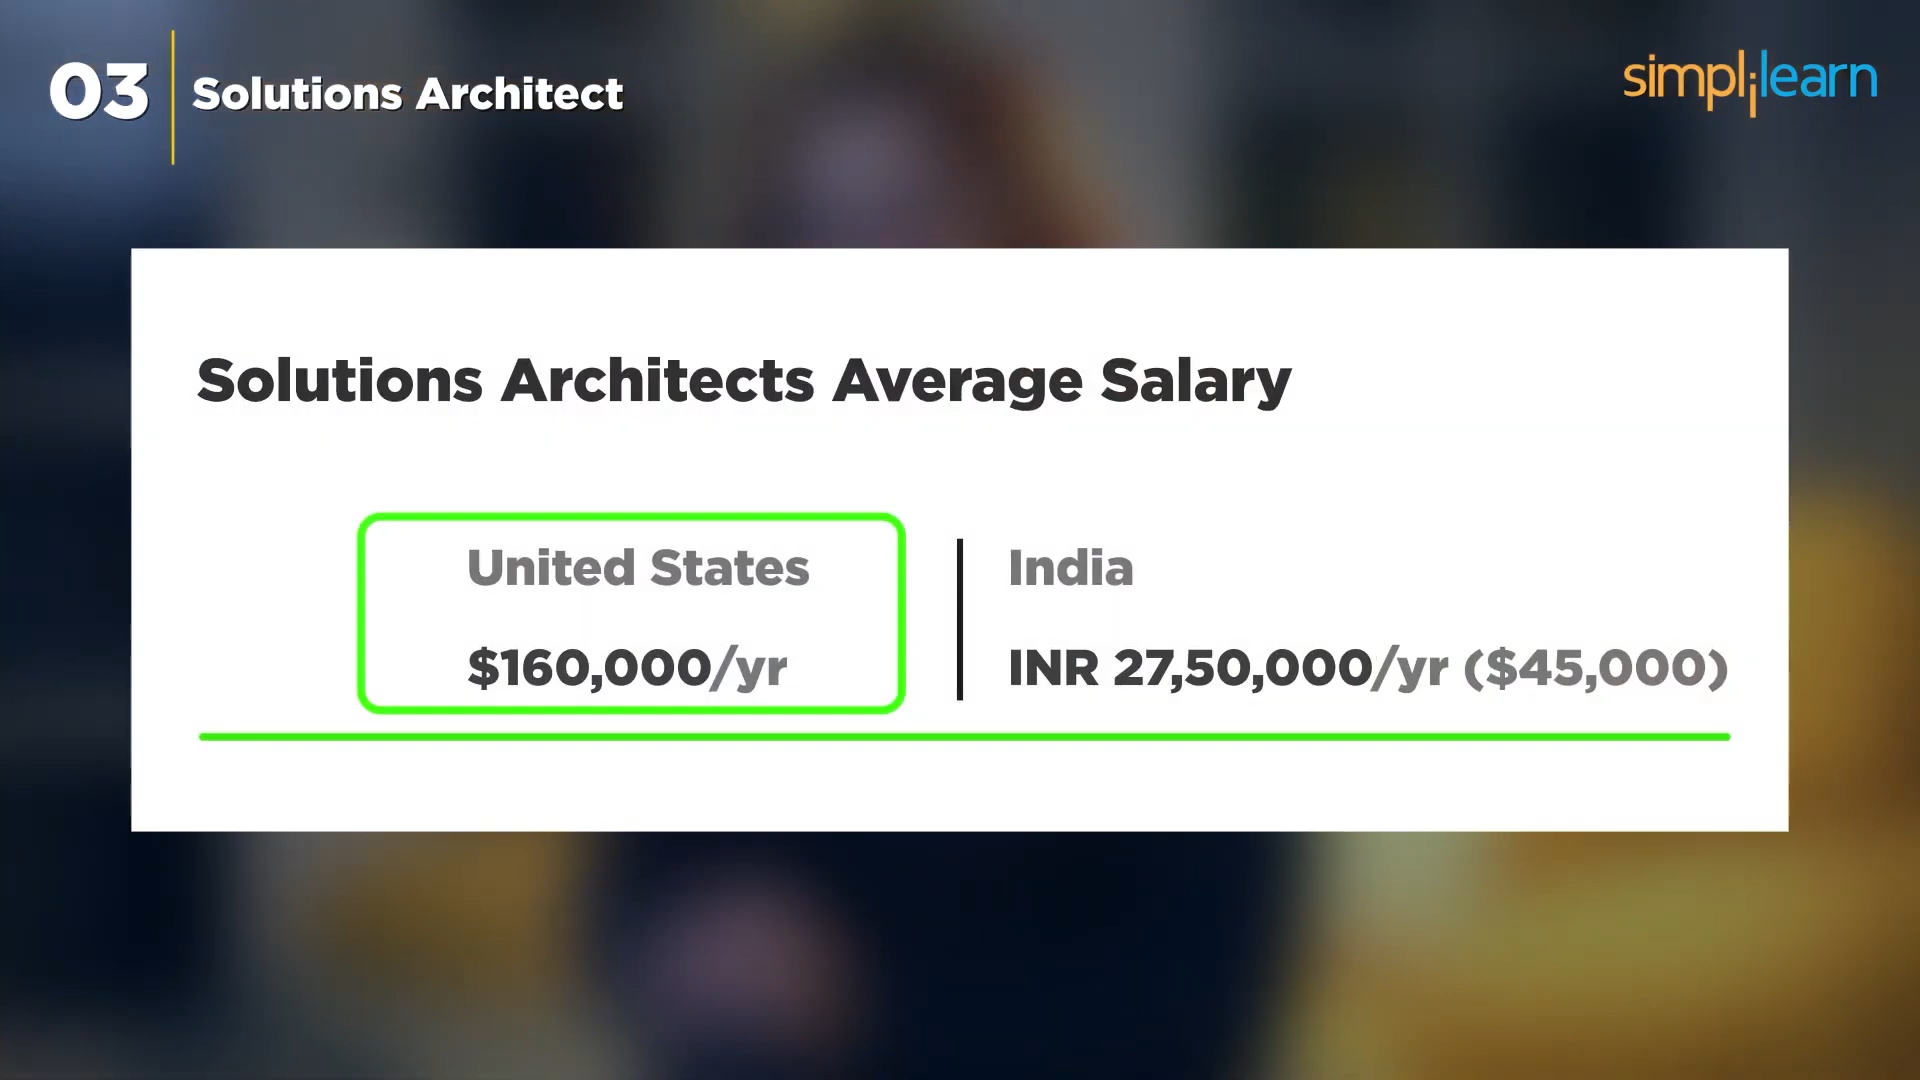 03
Solutions Architect
simplilearn
Solutions Architects Average Salary
United States
$160,000/yr
India
INR 27,50,000/yr ($45,000)